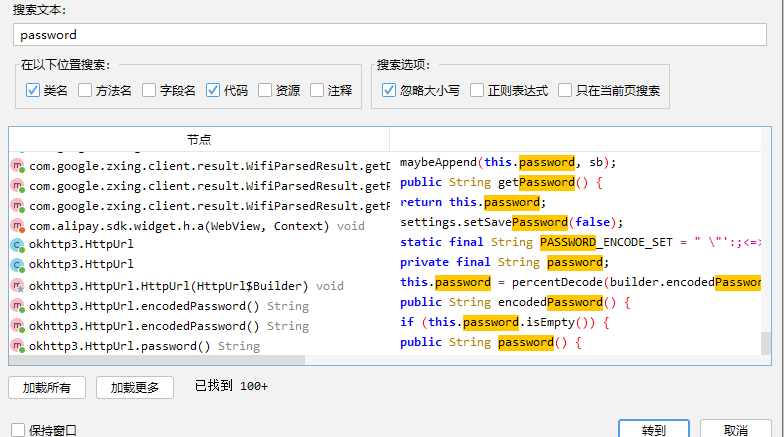 搜索文本:
password
在以下位置搜索: 搜索选项:
类名 方法名 字段名 代码 资源 注释 忽略大小写 正则表达式 只在当前页搜索
节点
com.google.zxing.client.result.WifiParsedResult.getD maybeAppend(this.password, sb);
com.google.zxing.client.result.WifiParsedResult.getP public String getPassword() {
com.google.zxing.client.result.WifiParsedResult.getP return this.password;
com.alipay.sdk.widget.h.a(WebView, Context) void settings.setSavePassword(false);
okhttp3.HttpUrl static final String PASSWORD_ENCODE_SET = " \"':;<=>
okhttp3.HttpUrl private final String password;
okhttp3.HttpUrl.HttpUrl(HttpUrl$Builder) void this.password = percentDecode(builder.encodedPasswor
okhttp3.HttpUrl.encodedPassword() String public String encodedPassword() {
okhttp3.HttpUrl.encodedPassword() String if (this.password.isEmpty()) {
okhttp3.HttpUrl.password() String public String password() {
加载所有 加载更多 已找到 100+
保持窗口 转到 取消